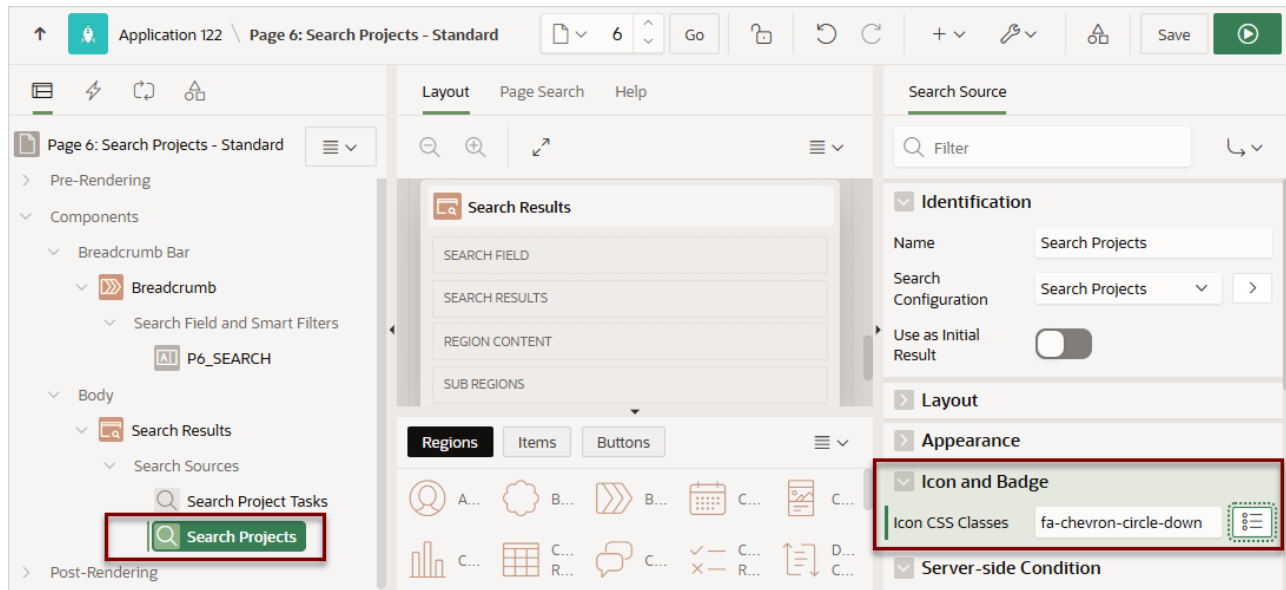 Application 122 \ Page 6: Search Projects - Standard
6
Go
Save
Layout
Page Search
Help
Search Source
Page 6: Search Projects - Standard
Filter
Pre-Rendering
Components
Breadcrumb Bar
Breadcrumb
Search Field and Smart Filters
P6_SEARCH
Body
Search Results
Search Sources
Search Project Tasks
Search Projects
Post-Rendering
Search Results
SEARCH FIELD
SEARCH RESULTS
REGION CONTENT
SUB REGIONS
Regions
Items
Buttons
A...
B...
B...
C...
C...
C...
C...
R...
C...
C...
R...
D...
C...
Identification
Name
Search Projects
Search
Configuration
Search Projects
Use as Initial
Result
Layout
Appearance
Icon and Badge
Icon CSS Classes
fa-chevron-circle-down
Server-side Condition